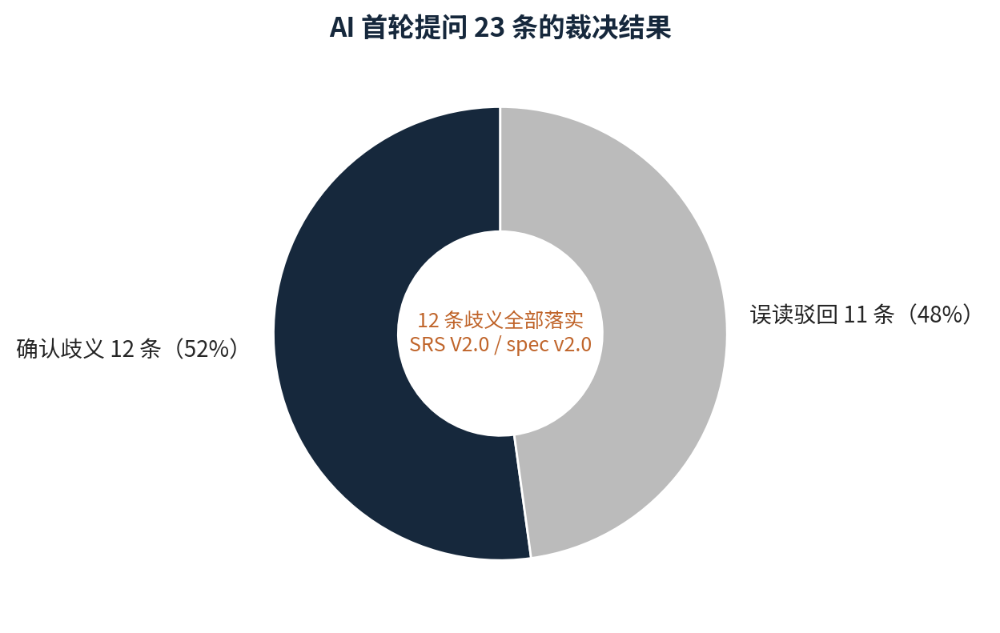 AI 首轮提问 23 条的裁决结果
误读驳回 11 条（48%）
12 条歧义全部落实
SRS V2.0 / spec v2.0
确认歧义 12 条（52%）